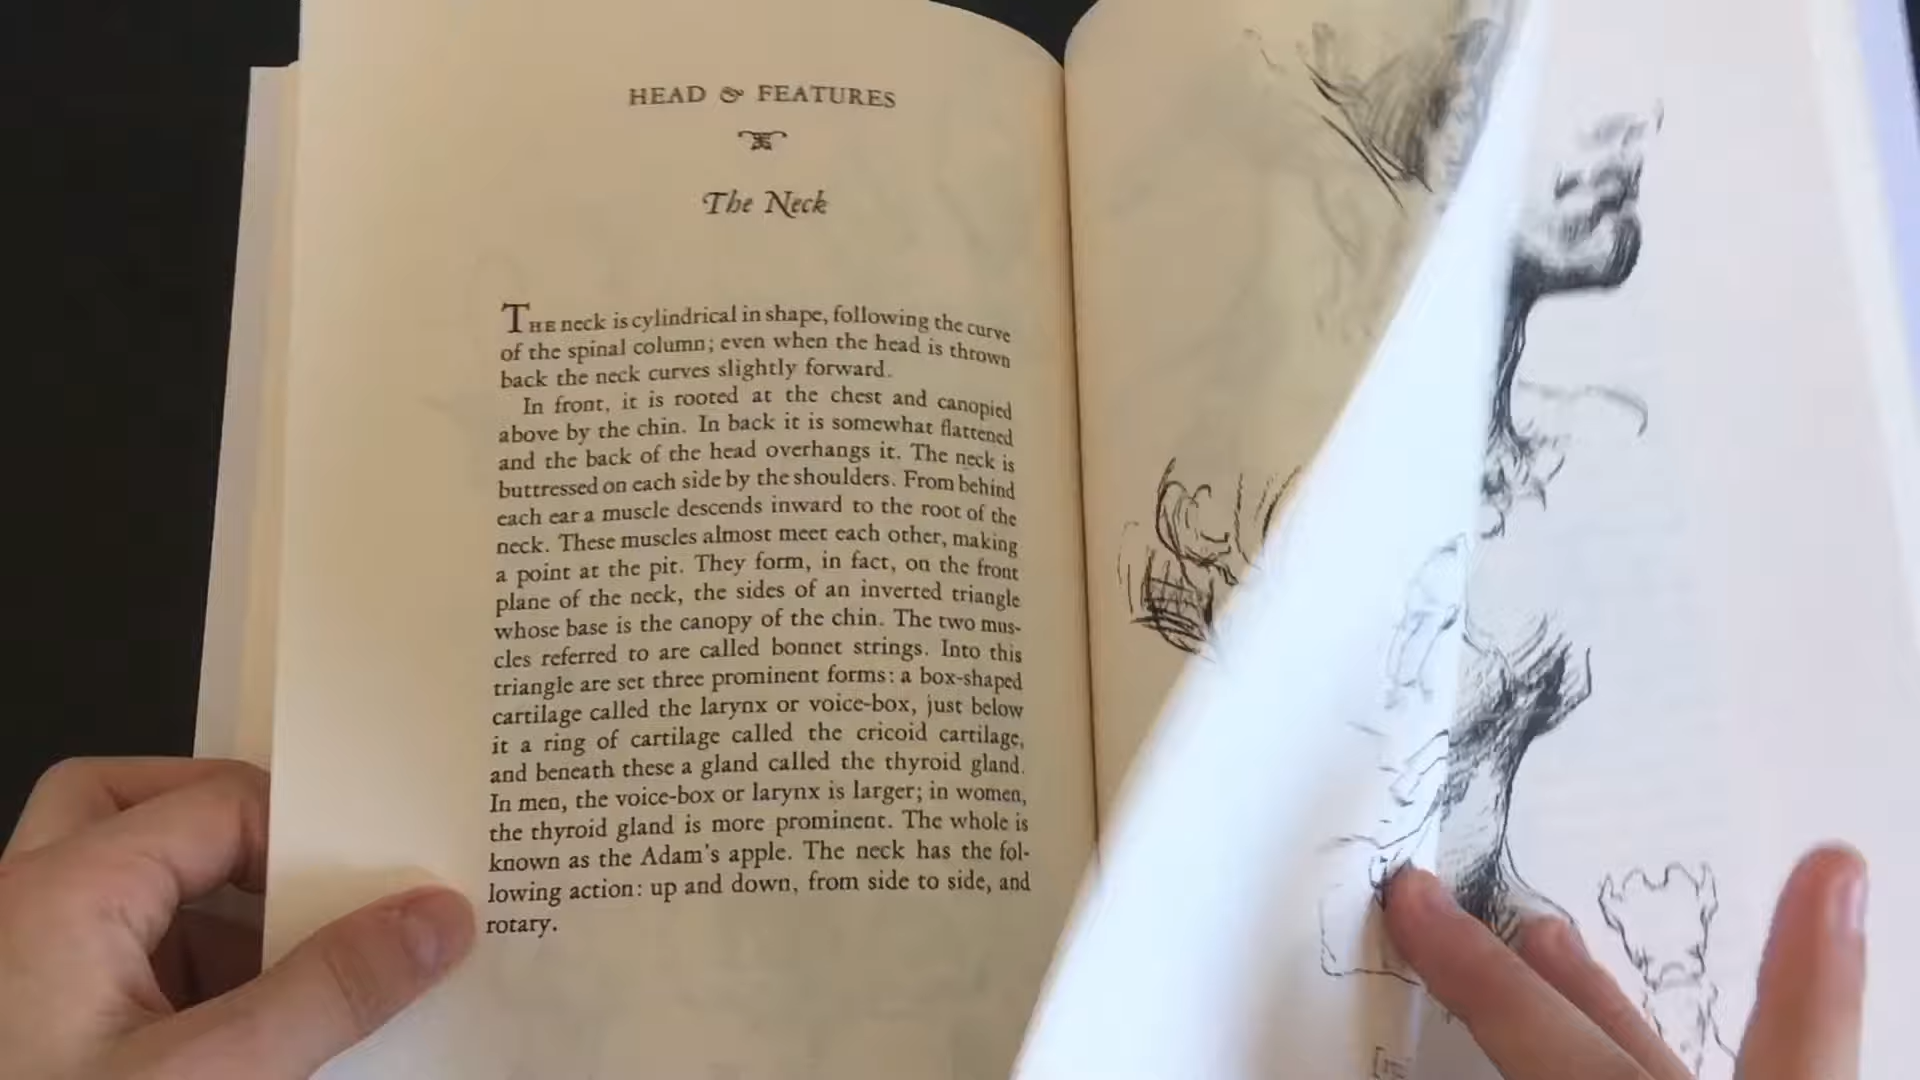 HEAD & FEATURES
The Neck
THE neck is cylindrical in shape, following the curve
of the spinal column; even when the head is thrown
back the neck curves slightly forward.
In front, it is rooted at the chest and canopied
above by the chin. In back it is somewhat flattened
and the back of the head overhangs it. The neck is
buttressed on each side by the shoulders. From behind
each ear a muscle descends inward to the root of the
neck. These muscles almost meet each other, making
a point at the pit. They form, in fact, on the front
plane of the neck, the sides of an inverted triangle
whose base is the canopy of the chin. The two mus-
cles referred to are called bonnet strings. Into this
triangle are set three prominent forms: a box-shaped
cartilage called the larynx or voice-box, just below
it a ring of cartilage called the cricoid cartilage,
and beneath these a gland called the thyroid gland.
In men, the voice-box or larynx is larger; in women,
the thyroid gland is more prominent. The whole is
known as the Adam's apple. The neck has the fol-
lowing action: up and down, from side to side, and
rotary.